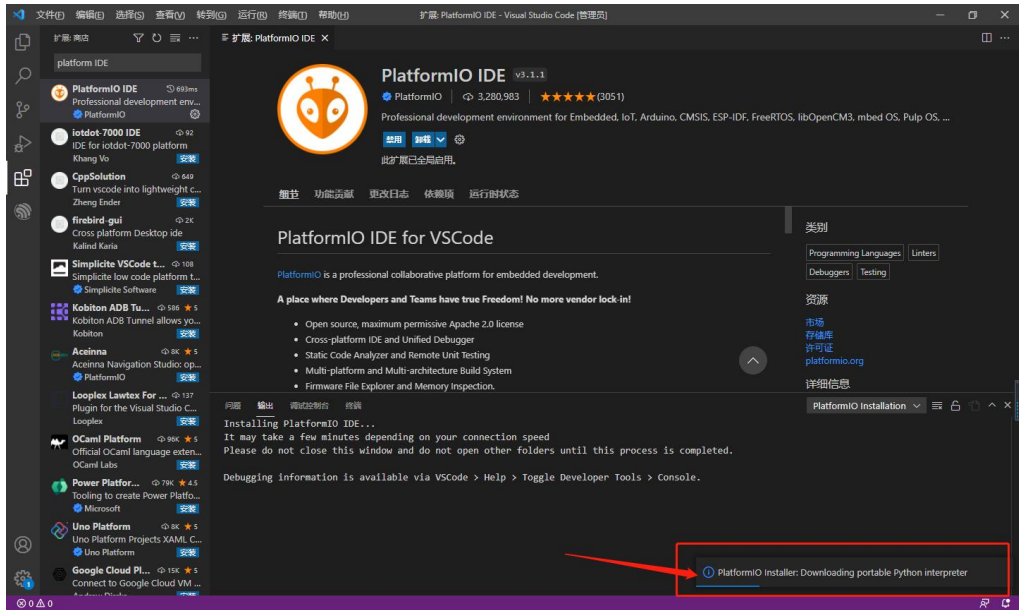 文件(F) 编辑(E) 选择(S) 查看(V) 转到(G) 运行(R) 终端(T) 帮助(H) 扩展: PlatformIO IDE - Visual Studio Code [管理员]
扩展: 商店
扩展: PlatformIO IDE
platform IDE
PlatformIO IDE 693ms
Professional development env...
PlatformIO
iotdot-7000 IDE 92
IDE for iotdot-7000 platform
Khang Vo 安装
CppSolution 649
Turn vscode into lightweight c...
Zheng Ender 安装
firebird-gui 2K
Cross platform Desktop ide
Kalind Karia 安装
Simplicite VSCode t... 108
Simplicite low code platform t...
Simplicite Software 安装
Kobiton ADB Tu... 586 ★ 5
Kobiton ADB Tunnel allows yo...
Kobiton 安装
Aceinna 8K ★ 5
Aceinna Navigation Studio: op...
PlatformIO 安装
Looplex Lawtex For ... 137
Plugin for the Visual Studio C...
Looplex 安装
OCaml Platform 96K ★ 5
Official OCaml language exten...
OCaml Labs 安装
Power Platfor... 79K ★ 4.5
Tooling to create Power Platfo...
Microsoft 安装
Uno Platform 8K ★ 5
Uno Platform Projects XAML C...
Uno Platform 安装
Google Cloud Pl... 15K ★ 5
Connect to Google Cloud VM ...
PlatformIO IDE v3.1.1
PlatformIO 3,280,983 ★★★★★(3051)
Professional development environment for Embedded, IoT, Arduino, CMSIS, ESP-IDF, FreeRTOS, libOpenCM3, mbed OS, Pulp OS, ...
禁用 卸载
此扩展已全局启用。
细节 功能贡献 更改日志 依赖项 运行时状态
PlatformIO IDE for VSCode
PlatformIO is a professional collaborative platform for embedded development.
A place where Developers and Teams have true Freedom! No more vendor lock-in!
• Open source, maximum permissive Apache 2.0 license
• Cross-platform IDE and Unified Debugger
• Static Code Analyzer and Remote Unit Testing
• Multi-platform and Multi-architecture Build System
• Firmware File Explorer and Memory Inspection.
类别
Programming Languages Linters
Debuggers Testing
资源
市场
存储库
许可证
platformio.org
详细信息
问题 输出 调试控制台 终端 PlatformIO Installation
Installing PlatformIO IDE...
It may take a few minutes depending on your connection speed
Please do not close this window and do not open other folders until this process is completed.
Debugging information is available via VSCode > Help > Toggle Developer Tools > Console.
PlatformIO Installer: Downloading portable Python interpreter
1
0 0